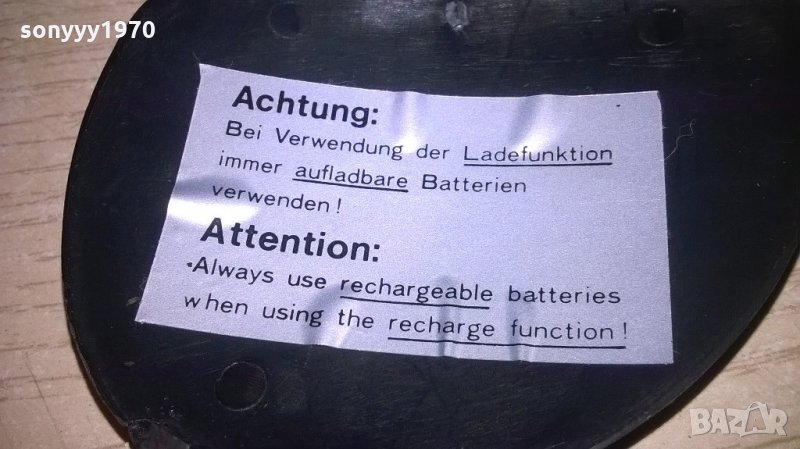 sonyyy1970
Achtung:
Bei Verwendung der Ladefunktion
immer aufladbare Batterien
verwenden!
Attention:
Always use rechargeable batteries
when using the recharge function!
BAZAR